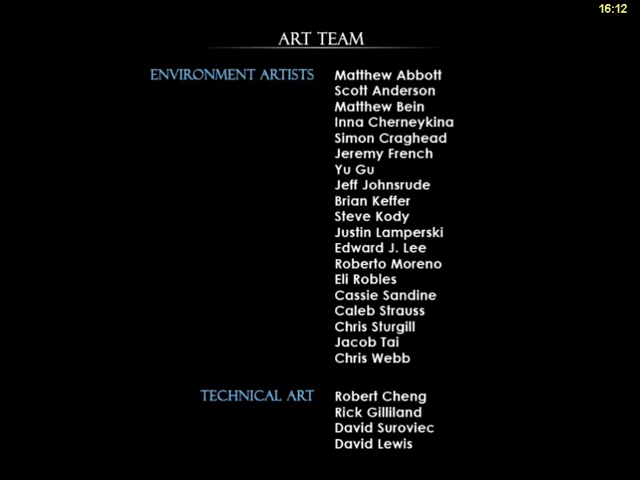 16:12
ART TEAM
ENVIRONMENT ARTISTS Matthew Abbott
Scott Anderson
Matthew Bein
Inna Cherneykina
Simon Craghead
Jeremy French
Yu Gu
Jeff Johnsrude
Brian Keffer
Steve Kody
Justin Lamperski
Edward J. Lee
Roberto Moreno
Eli Robles
Cassie Sandine
Caleb Strauss
Chris Sturgill
Jacob Tai
Chris Webb
TECHNICAL ART Robert Cheng
Rick Gilliland
David Suroviec
David Lewis